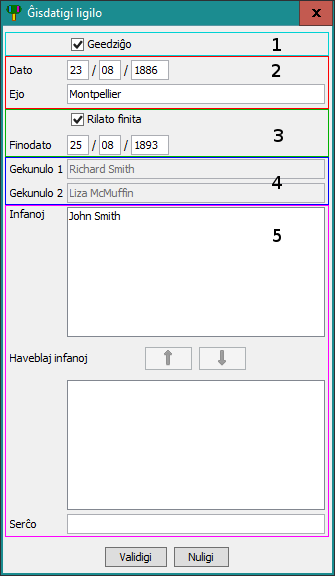 Ĝisdatigi ligilo
x
Geedziĝo 1
2
Dato 23 / 08 / 1886
Ejo Montpellier
Rilato finita
3
Finodato 25 / 08 / 1893
Gekunulo 1 Richard Smith
4
Gekunulo 2 Liza McMuffin
Infanoj John Smith
5
Haveblaj infanoj
Serĉo
Validigi Nuligi